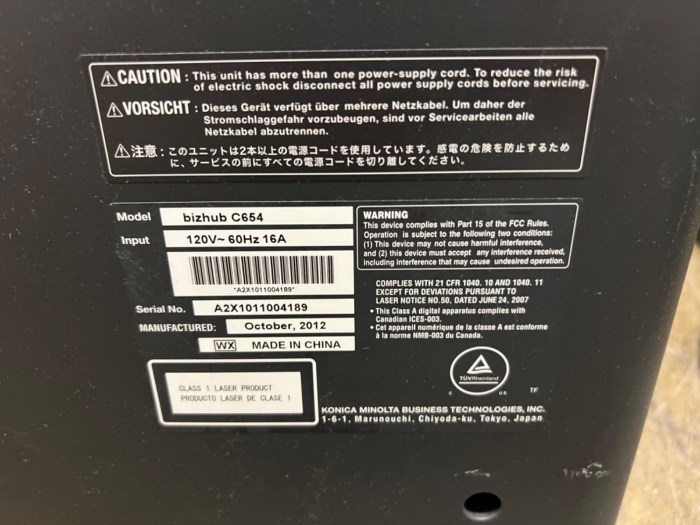 ⚠CAUTION : This unit has more than one power-supply cord. To reduce the risk
of electric shock disconnect all power supply cords before servicing.
⚠VORSICHT : Dieses Gerät verfügt über mehrere Netzkabel. Um daher der
Stromschlaggefahr vorzubeugen, sind vor Servicearbeiten alle
Netzkabel abzutrennen.
⚠注意 : このユニットは2本以上の電源コードを使用しています。感電の危険を防止するため
に、サービスの前にすべての電源コードを切り離してください。
Model bizhub C654
Input 120V~ 60Hz 16A
*A2X1011004189*
Serial No. A2X1011004189
MANUFACTURED: October, 2012
WX MADE IN CHINA
CLASS 1 LASER PRODUCT
PRODUCTO LASER DE CLASE 1
WARNING
This device complies with Part 15 of the FCC Rules.
Operation is subject to the following two conditions:
(1) This device may not cause harmful interference,
and (2) this device must accept any interference received,
including interference that may cause undesired operation.
COMPLIES WITH 21 CFR 1040. 10 AND 1040. 11
EXCEPT FOR DEVIATIONS PURSUANT TO
LASER NOTICE NO.50, DATED JUNE 24, 2007
• This Class A digital apparatus complies with
Canadian ICES-003.
• Cet appareil numérique de la classe A est conforme
à la norme NMB-003 du Canada.
TÜVRheinland
C US TF
KONICA MINOLTA BUSINESS TECHNOLOGIES, INC.
1-6-1, Marunouchi, Chiyoda-ku, Tokyo, Japan